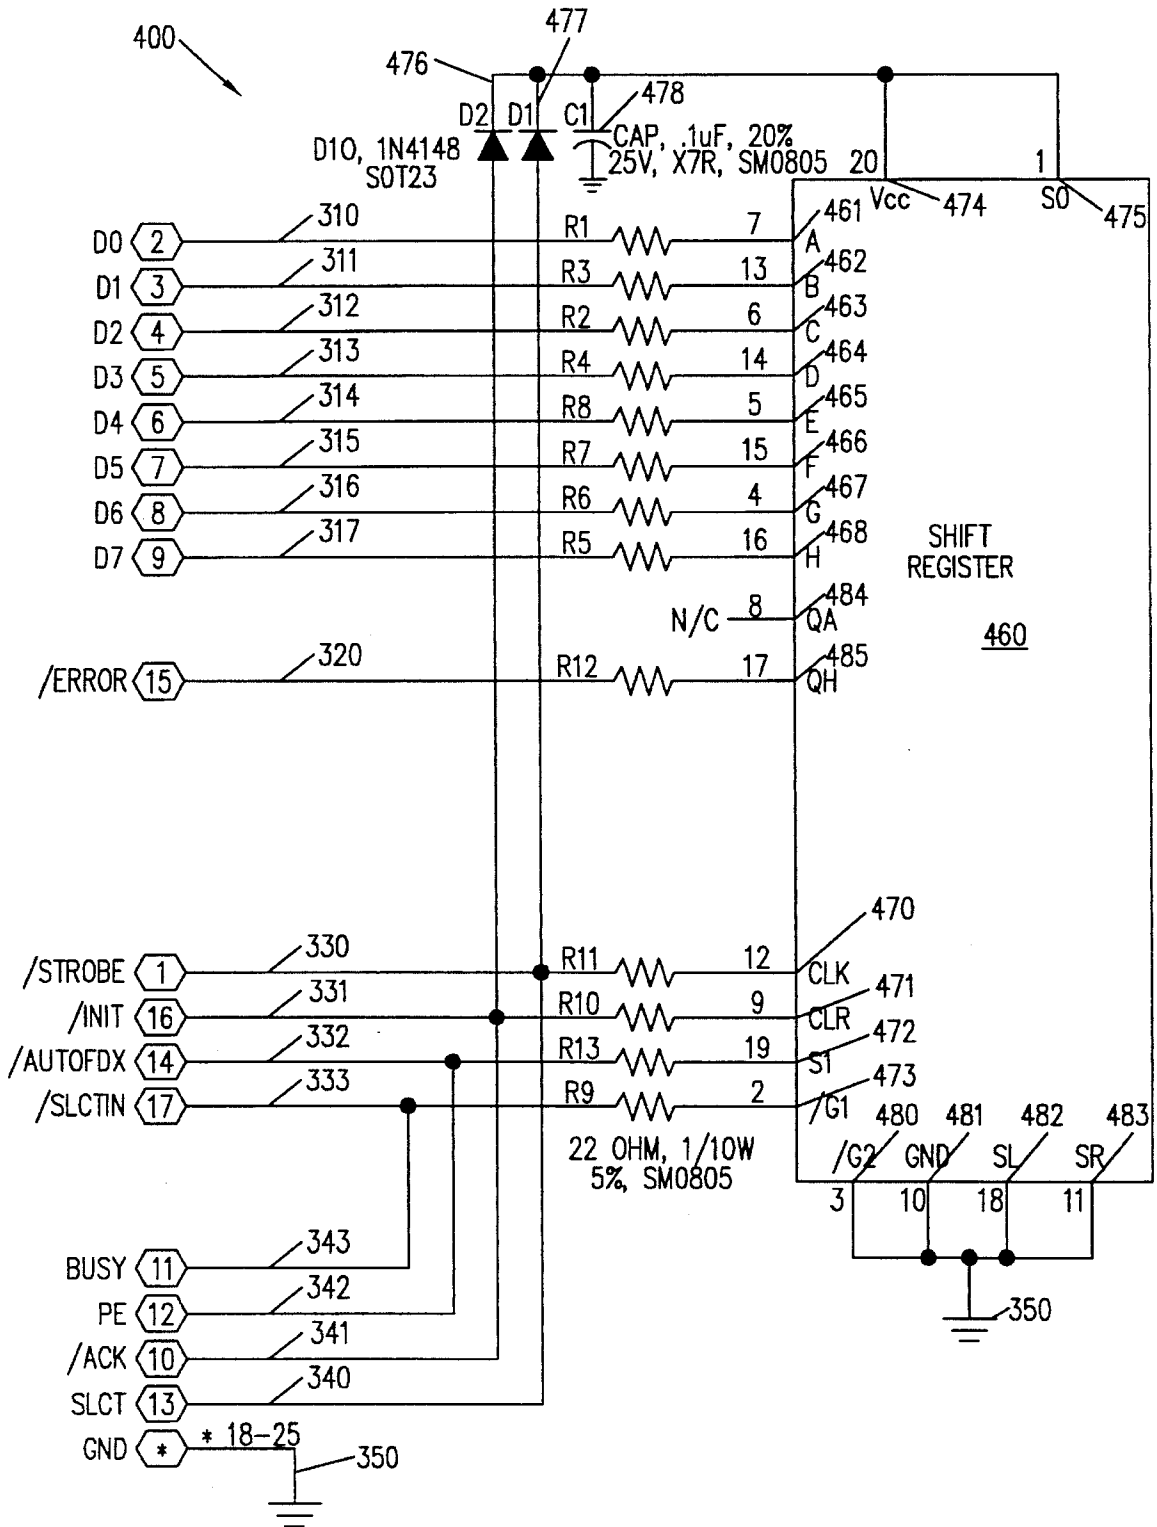 400
477
476
478
D2 D1 C1
D10, 1N4148
SOT23
CAP, .1uF, 20%
25V, X7R, SM0805
20 1
Vcc 474 S0 475
D0 2 310 R1 7 A 461
D1 3 311 R3 13 B 462
D2 4 312 R2 6 C 463
D3 5 313 R4 14 D 464
D4 6 314 R8 5 E 465
D5 7 315 R7 15 F 466
D6 8 316 R6 4 G 467
D7 9 317 R5 16 H 468
SHIFT
REGISTER
460
N/C 8 QA 484
/ERROR 15 320 R12 17 QH 485
/STROBE 1 330 R11 12 CLK 470
/INIT 16 331 R10 9 CLR 471
/AUTOFDX 14 332 R13 19 S1 472
/SLCTIN 17 333 R9 2 /G1 473
22 OHM, 1/10W
5%, SM0805
480 481 482 483
/G2 GND SL SR
3 10 18 11
350
BUSY 11 343
PE 12 342
/ACK 10 341
SLCT 13 340
GND * * 18-25
350